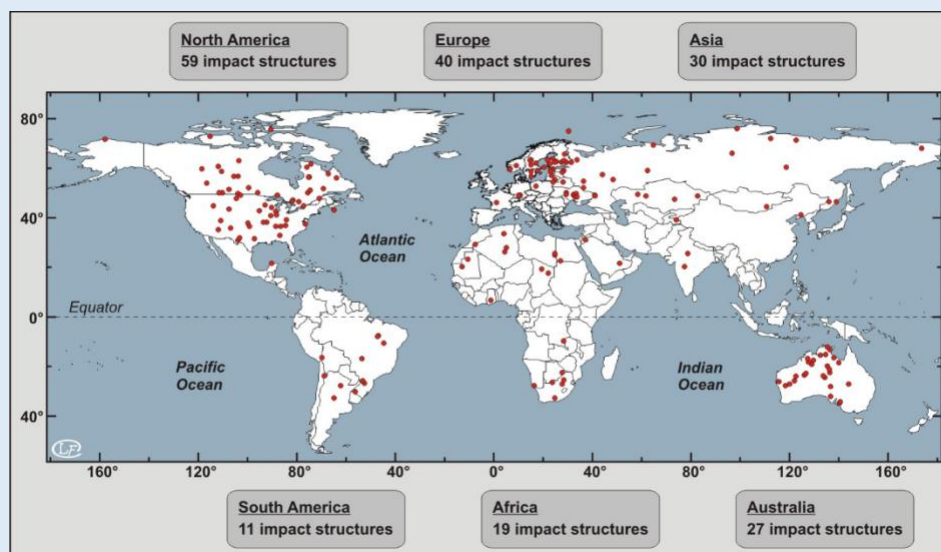 North America
59 impact structures
Europe
40 impact structures
Asia
30 impact structures
80°
40°
0°
40°
Equator
Atlantic
Ocean
Pacific
Ocean
Indian
Ocean
LF
160° 120° 80° 40° 0° 40° 80° 120° 160°
South America
11 impact structures
Africa
19 impact structures
Australia
27 impact structures